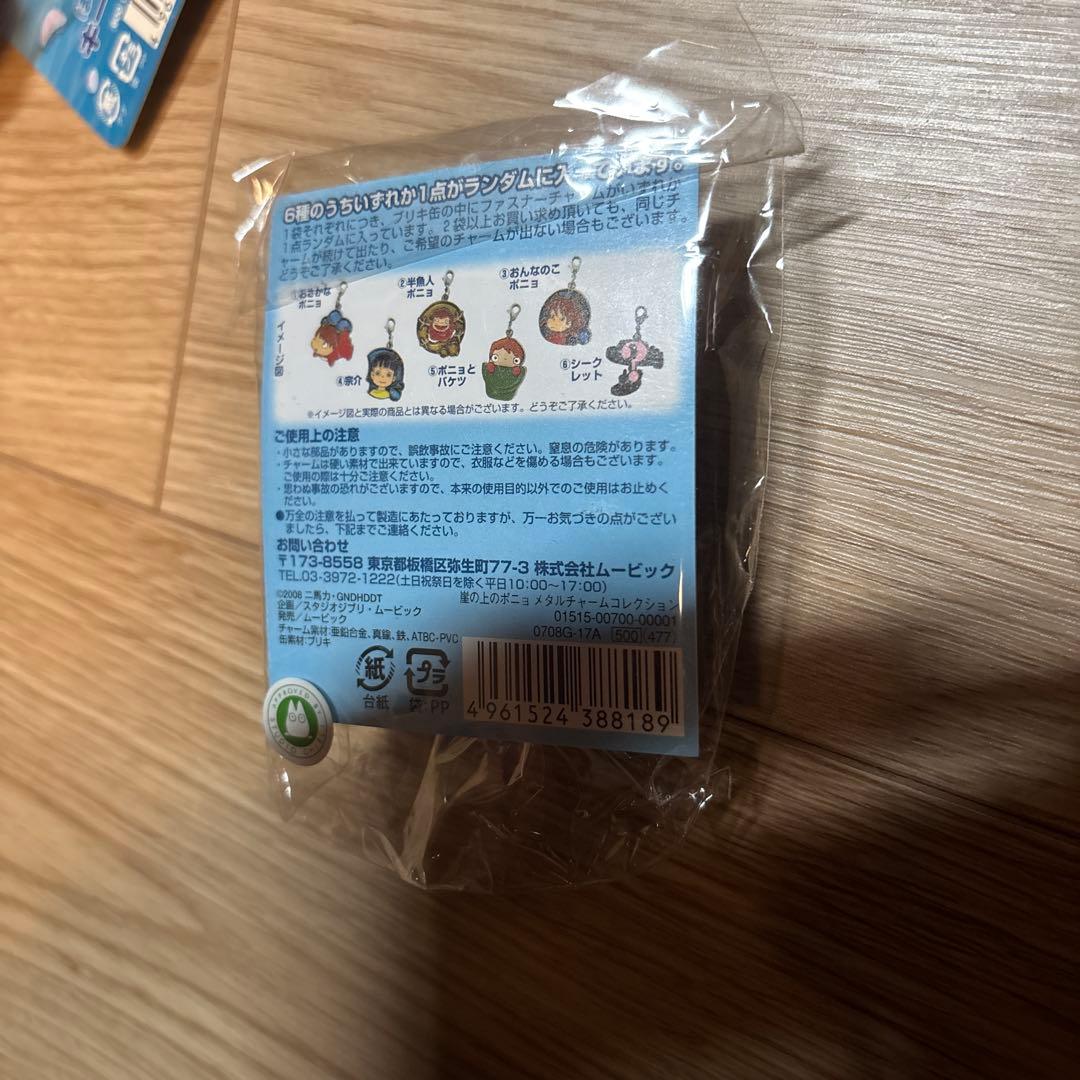 6種のうちいずれか1点がランダムに入っています。
1袋それぞれにつき、ブリキ缶の中にファスナーチャームがいずれか
1点ランダムに入っています。2袋以上お買い求め頂いても、同じチ
ャームが続けて出たり、ご希望のチャームが出ない場合もございます。
どうぞご了承ください。
イメージ図
①おさかな
ポニョ
②半魚人
ポニョ
③おんなのこ
ポニョ
④宗介
⑤ポニョと
バケツ
⑥シーク
レット
※イメージ図と実際の商品とは異なる場合がございます。どうぞご了承ください。
ご使用上の注意
・小さな部品がありますので、誤飲事故にご注意ください。窒息の危険があります。
・チャームは硬い素材で出来ていますので、衣服などを傷める場合もございます。
ご使用の際は十分ご注意ください。
・思わぬ事故の恐れがございますので、本来の使用目的以外でのご使用はお止めく
ださい。
●万全の注意を払って製造にあたっておりますが、万一お気づきの点がござい
ましたら、下記までご連絡ください。
お問い合わせ
〒173-8558 東京都板橋区弥生町77-3 株式会社ムービック
TEL.03-3972-1222(土日祝祭日を除く平日10:00〜17:00)
©2008 二馬力・GNDHDDT
企画/スタジオジブリ・ムービック
発売/ムービック
チャーム素材:亜鉛合金、真鍮、鉄、ATBC-PVC
缶素材:ブリキ
崖の上のポニョ メタルチャームコレクション
01515-00700-00001
0708G-17A 500 (477)
紙
台紙
プラ
袋:PP
4 961524 388189
APPROVED BY STUDIO GHIBLI